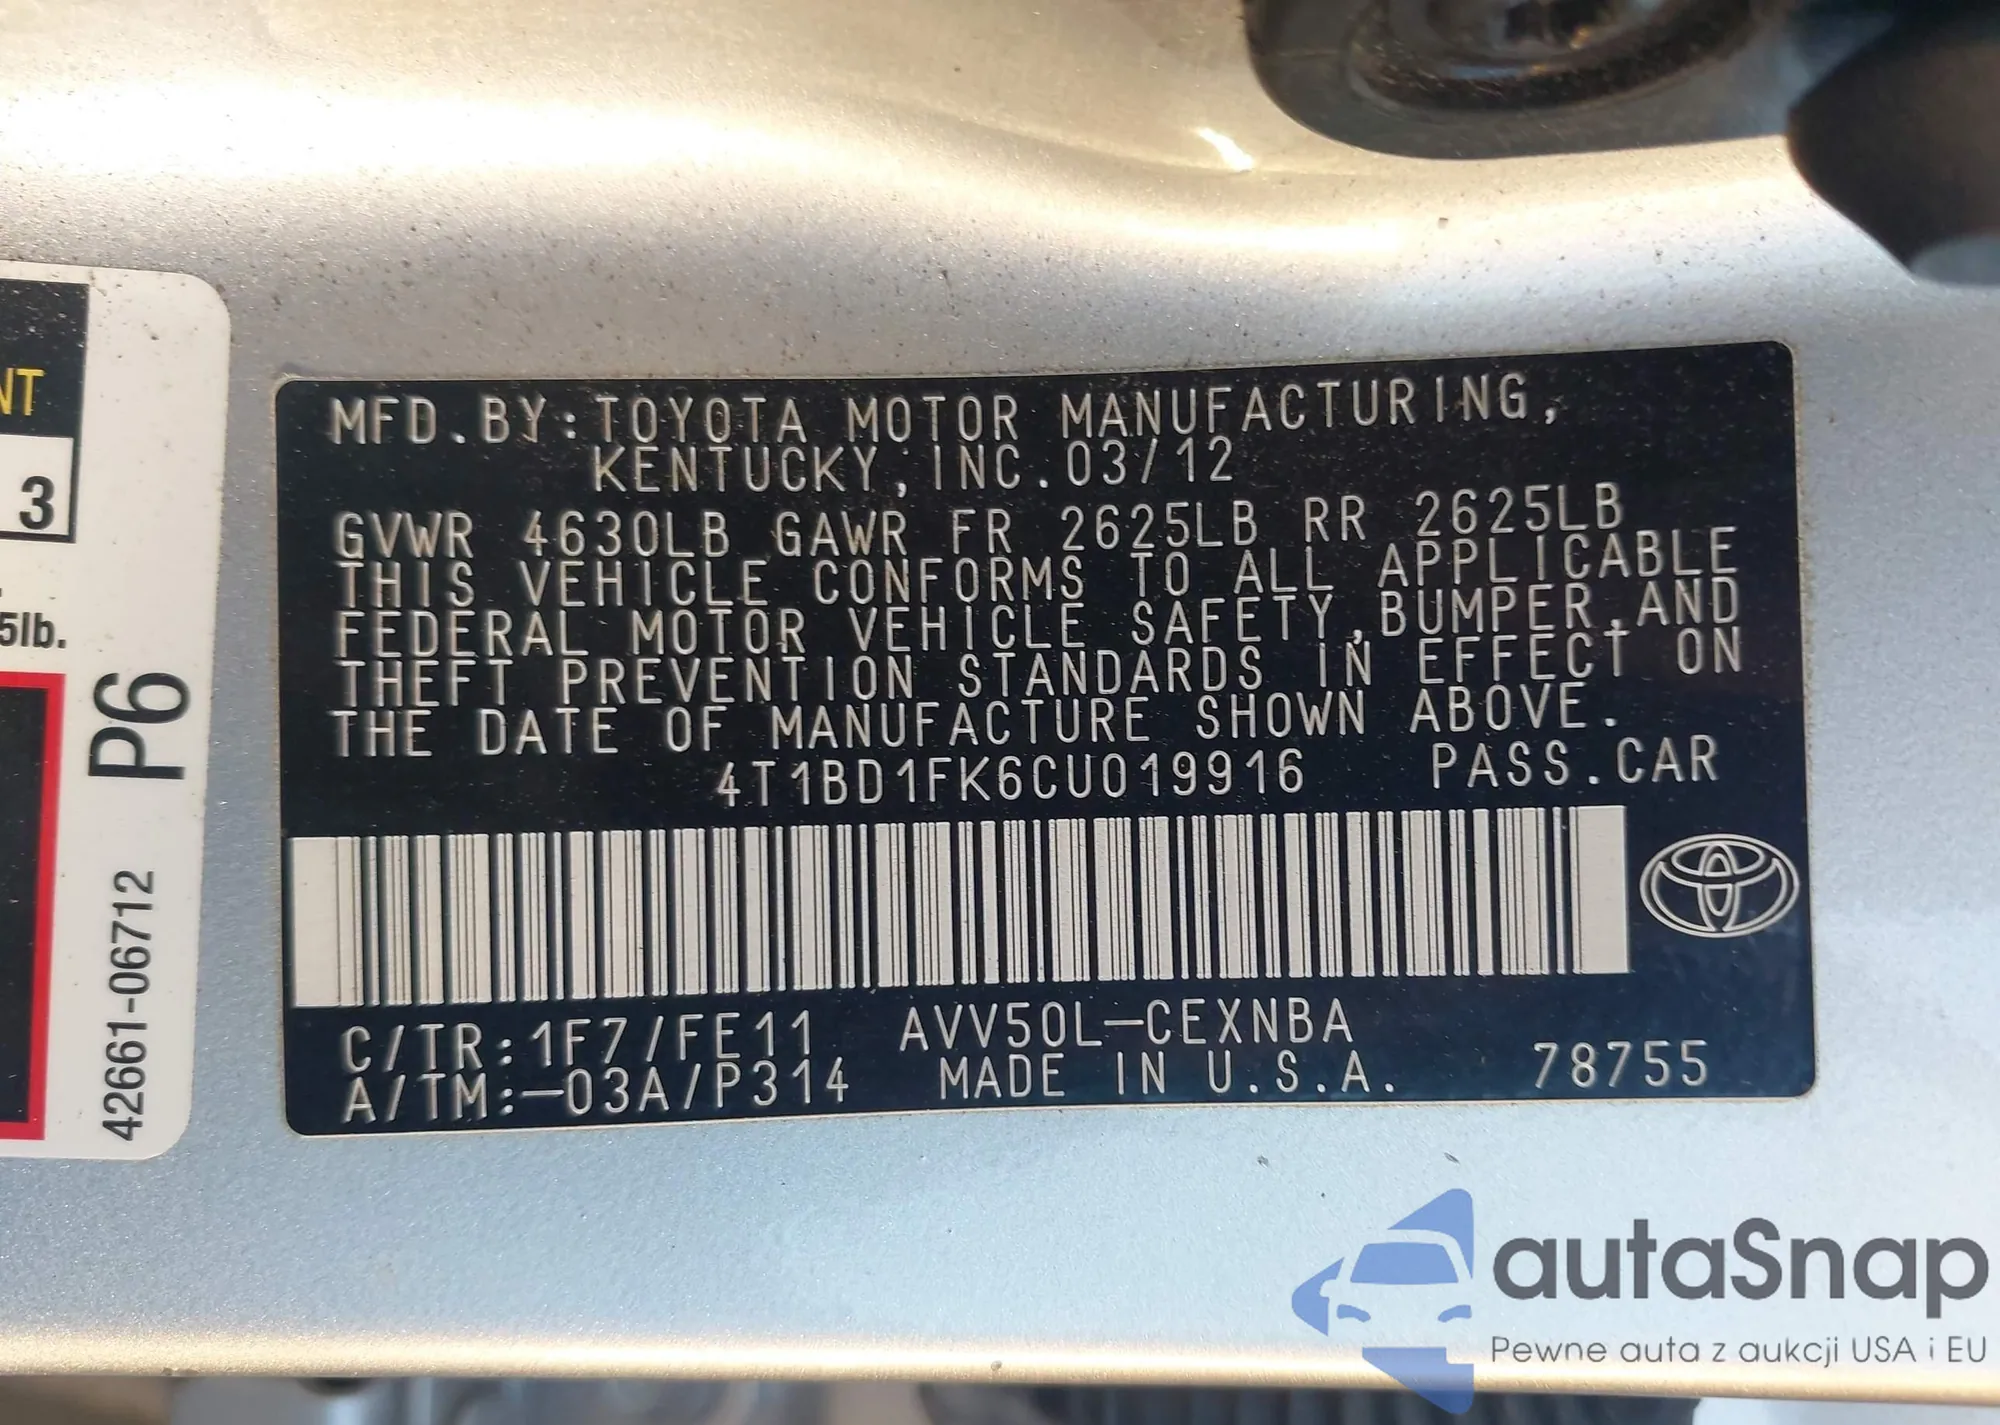 MFD.BY:TOYOTA MOTOR MANUFACTURING,
KENTUCKY,INC.03/12
GVWR 4630LB GAWR FR 2625LB RR 2625LB
THIS VEHICLE CONFORMS TO ALL APPLICABLE
FEDERAL MOTOR VEHICLE SAFETY,BUMPER,AND
THEFT PREVENTION STANDARDS IN EFFECT ON
THE DATE OF MANUFACTURE SHOWN ABOVE.
4T1BD1FK6CU019916 PASS.CAR
C/TR:1F7/FE11 AVV50L-CEXNBA
A/TM:-03A/P314 MADE IN U.S.A. 78755
NT
3
5lb.
P6
42661-06712
autaSnap
Pewne auta z aukcji USA i EU